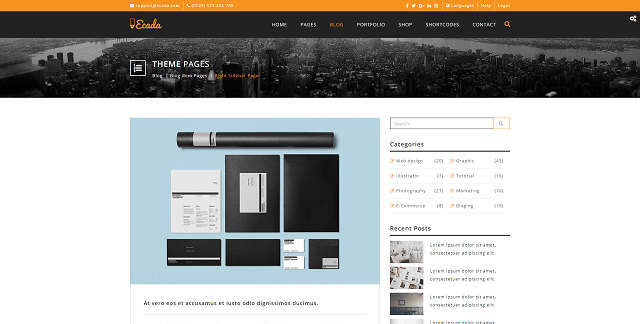 support@ecada.com (0123) 123-456-789 Languages Help Login
Ecada HOME PAGES BLOG PORTFOLIO SHOP SHORTCODES CONTACT
THEME PAGES
Blog | Blog Item Pages | Right Sidebar Page
Search
Categories
Web design (20) Graphic (43)
Illustrator (7) Tutorial (16)
Photography (27) Marketing (10)
E-Commerce (8) Bloging (19)
Recent Posts
Lorem ipsum dolor sit amet,
consectetuer adipiscing elit.
Lorem ipsum dolor sit amet,
consectetuer adipiscing elit.
Lorem ipsum dolor sit amet,
consectetuer adipiscing elit.
Lorem ipsum dolor sit amet,
At vero eos et accusamus et iusto odio dignissimos ducimus.